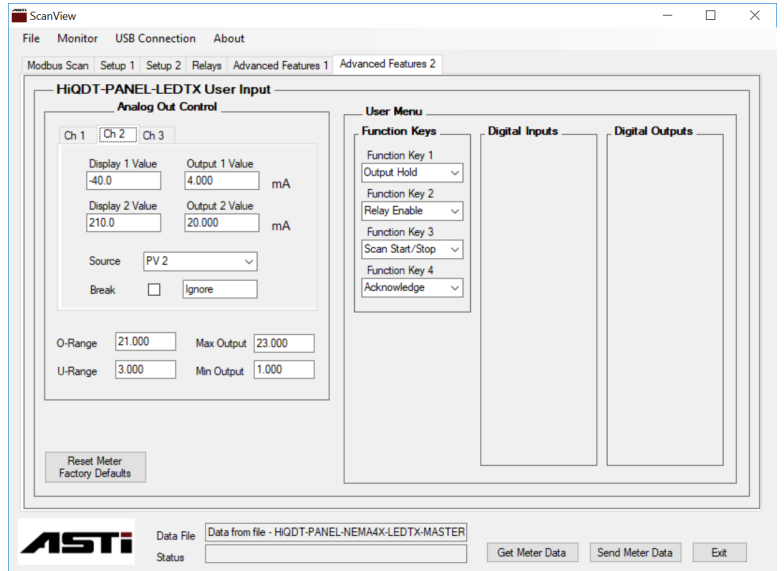 ScanView
File Monitor USB Connection About
Modbus Scan Setup 1 Setup 2 Relays Advanced Features 1 Advanced Features 2
HiQDT-PANEL-LEDTX User Input
Analog Out Control
Ch 1 Ch 2 Ch 3
Display 1 Value Output 1 Value
-40.0 4.000 mA
Display 2 Value Output 2 Value
210.0 20.000 mA
Source PV 2
Break Ignore
O-Range 21.000 Max Output 23.000
U-Range 3.000 Min Output 1.000
Reset Meter
Factory Defaults
User Menu
Function Keys
Function Key 1
Output Hold
Function Key 2
Relay Enable
Function Key 3
Scan Start/Stop
Function Key 4
Acknowledge
Digital Inputs
Digital Outputs
ASTi
Data File Data from file - HiQDT-PANEL-NEMA4X-LEDTX-MASTER
Status
Get Meter Data Send Meter Data Exit